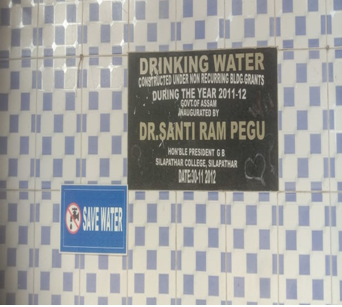 DRINKING WATER
CONSTRUCTED UNDER NON RECURRING BLDG GRANTS
DURING THE YEAR 2011-12
GOVT.OF ASSAM
INAUGURATED BY
DR.SANTI RAM PEGU
HON'BLE PRESIDENT G B
SILAPATHAR COLLEGE, SILAPATHAR
DATE:30-11 2012
SAVE WATER